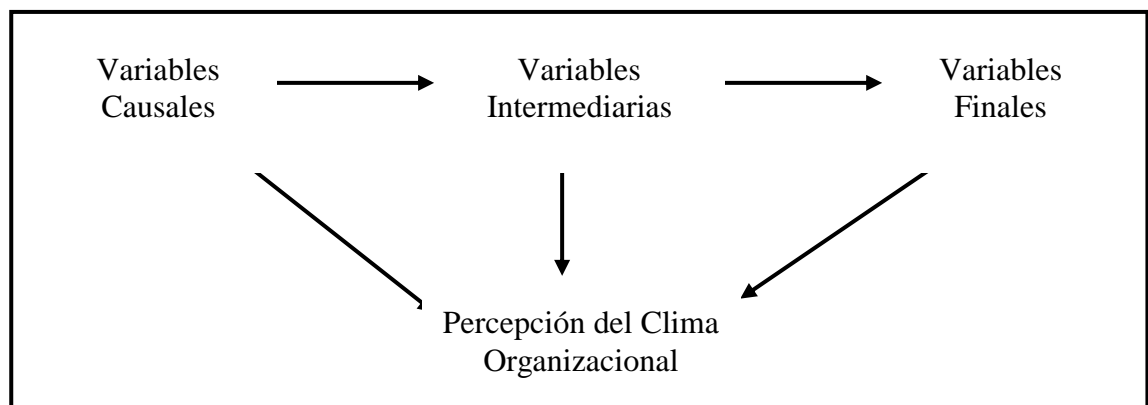 Variables
Causales
Variables
Intermediarias
Variables
Finales
Percepción del Clima
Organizacional